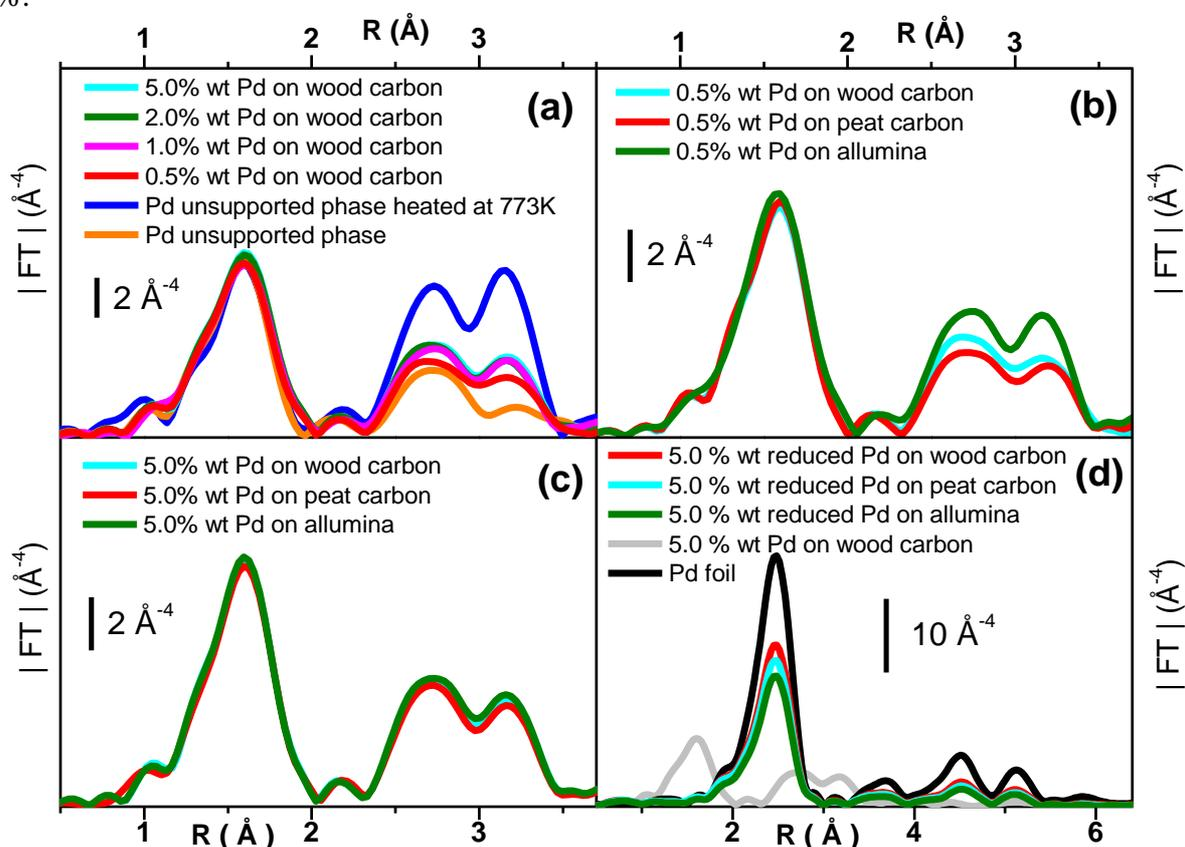 %.
1 2 R (Å) 3
1 2 R (Å) 3
5.0% wt Pd on wood carbon
2.0% wt Pd on wood carbon
1.0% wt Pd on wood carbon
0.5% wt Pd on wood carbon
Pd unsupported phase heated at 773K
Pd unsupported phase
(a)
2 Å-4
| FT | (Å-4)
0.5% wt Pd on wood carbon
0.5% wt Pd on peat carbon
0.5% wt Pd on allumina
(b)
2 Å-4
| FT | (Å-4)
5.0% wt Pd on wood carbon
5.0% wt Pd on peat carbon
5.0% wt Pd on allumina
(c)
2 Å-4
| FT | (Å-4)
5.0 % wt reduced Pd on wood carbon
5.0 % wt reduced Pd on peat carbon
5.0 % wt reduced Pd on allumina
5.0 % wt Pd on wood carbon
Pd foil
(d)
10 Å-4
| FT | (Å-4)
1 R ( Å ) 2 3
2 R ( Å ) 4 6